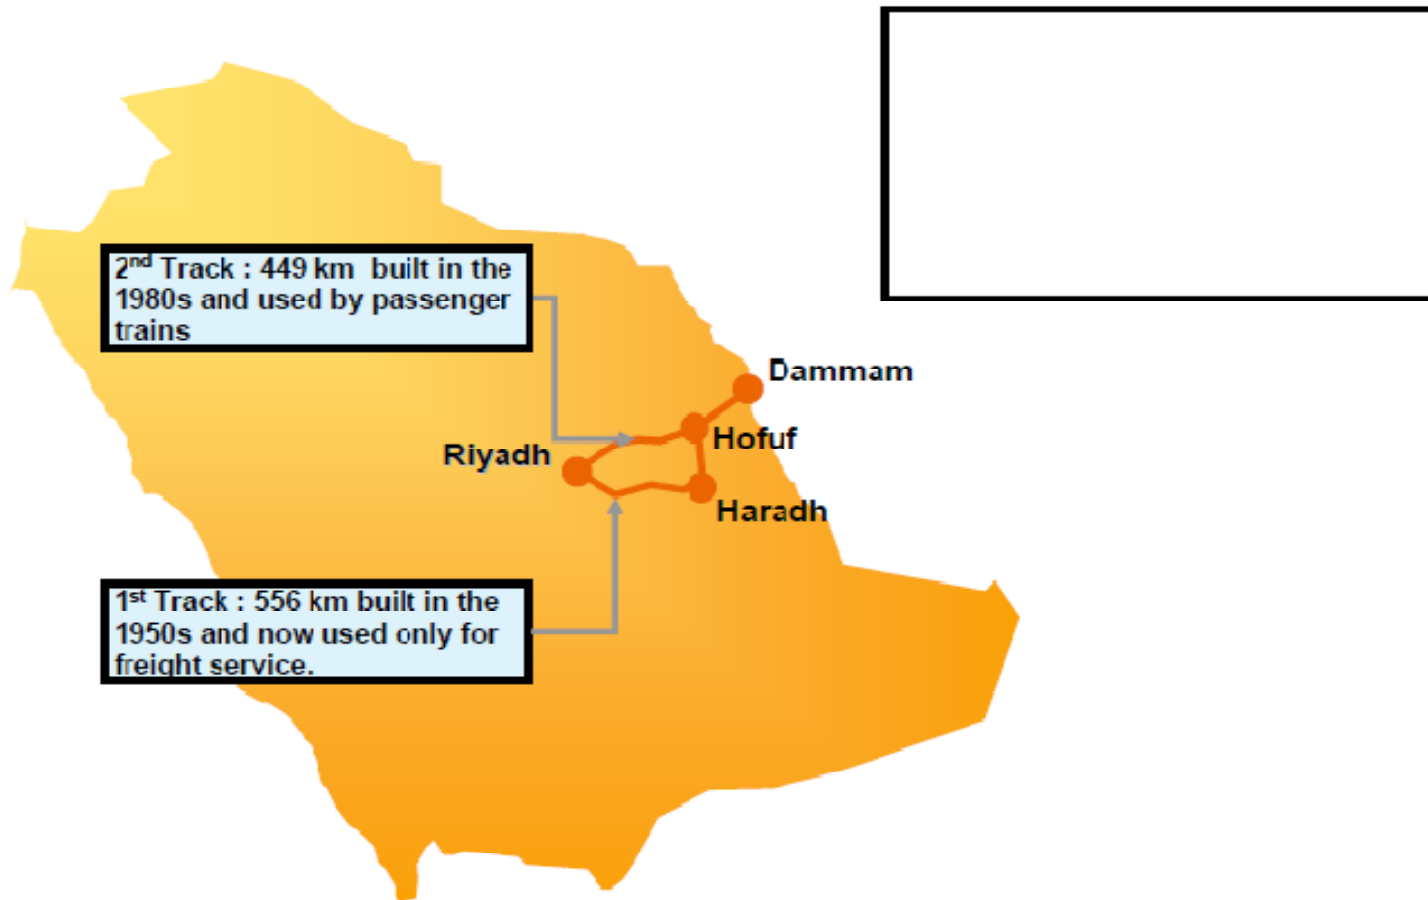 2nd Track : 449 km built in the
1980s and used by passenger
trains
Dammam
Hofuf
Riyadh
Haradh
1st Track : 556 km built in the
1950s and now used only for
freight service.